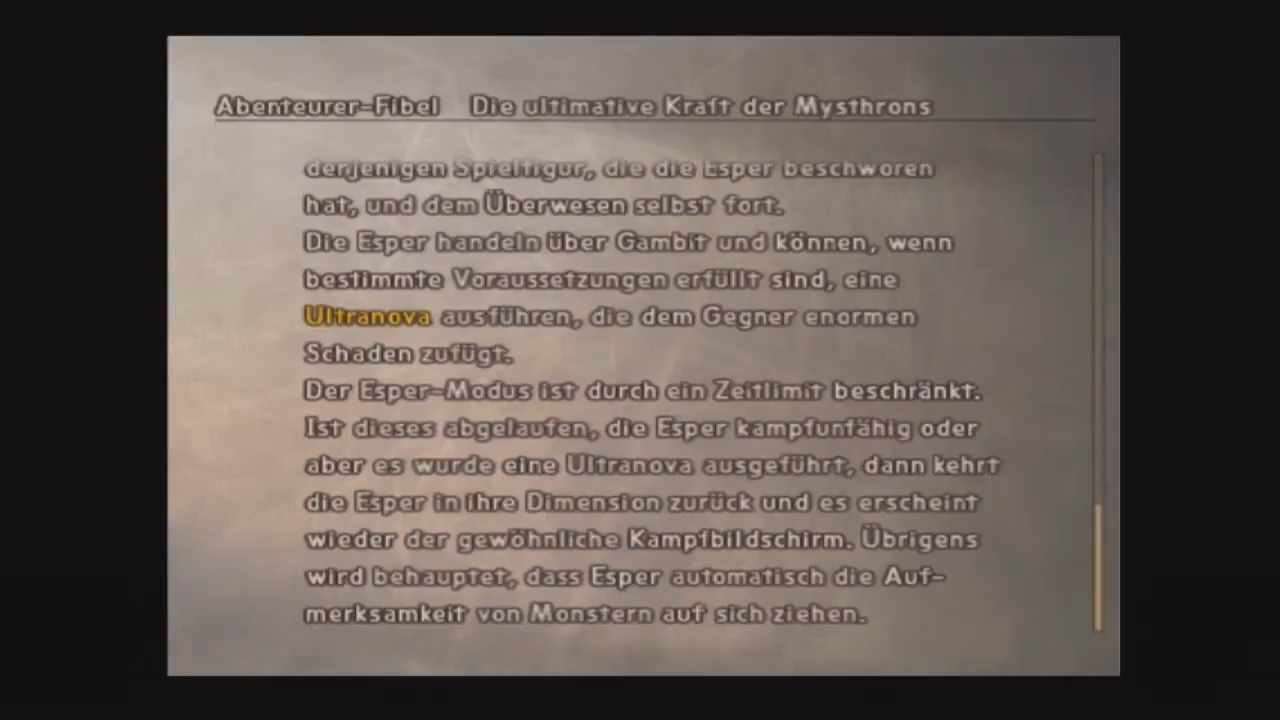 Abenteurer-Fibel Die ultimative Kraft der Mysthrons
derjenigen Spielfigur, die die Esper beschworen
hat, und dem Überwesen selbst fort.
Die Esper handeln über Gambit und können, wenn
bestimmte Voraussetzungen erfüllt sind, eine
Ultranova ausführen, die dem Gegner enormen
Schaden zufügt.
Der Esper-Modus ist durch ein Zeitlimit beschränkt.
Ist dieses abgelaufen, die Esper kampfunfähig oder
aber es wurde eine Ultranova ausgeführt, dann kehrt
die Esper in ihre Dimension zurück und es erscheint
wieder der gewöhnliche Kampfbildschirm. Übrigens
wird behauptet, dass Esper automatisch die Auf-
merksamkeit von Monstern auf sich ziehen.